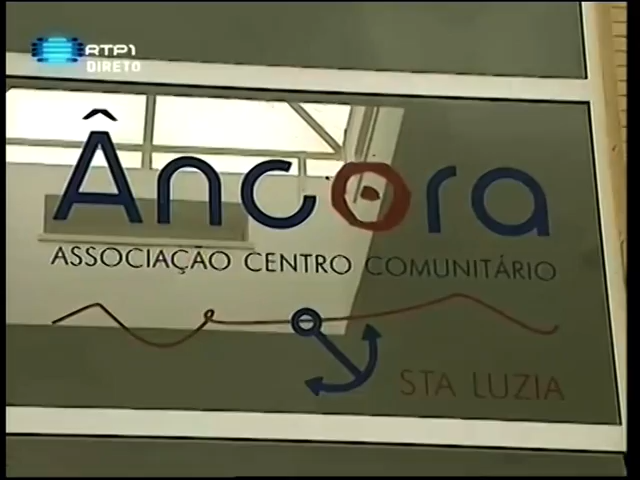 RTP1
DIRETO
Âncora
ASSOCIAÇÃO CENTRO COMUNITÁRIO
STA LUZIA